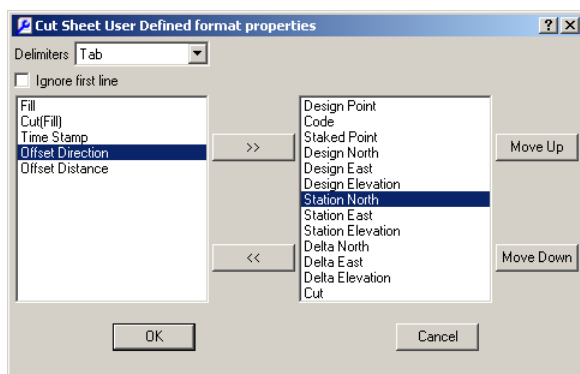 Cut Sheet User Defined format properties
Delimiters Tab
Ignore first line
Fill
Cut(Fill)
Time Stamp
Offset Direction
Offset Distance
>>
<<
Design Point
Code
Staked Point
Design North
Design East
Design Elevation
Station North
Station East
Station Elevation
Delta North
Delta East
Delta Elevation
Cut
Move Up
Move Down
OK
Cancel